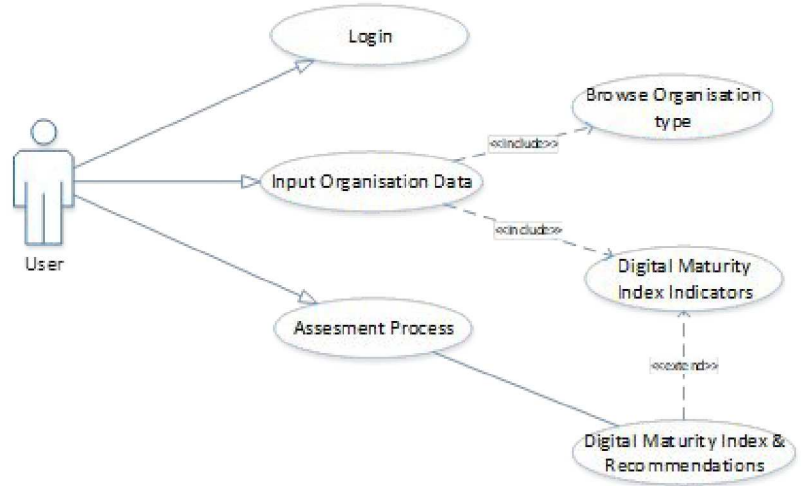 Login
Browse Organisation
type
<<include>>
Input Organisation Data
<<include>>
User
Digital Maturity
Index Indicators
Assesment Process
<<extend>>
Digital Maturity Index &
Recommendations